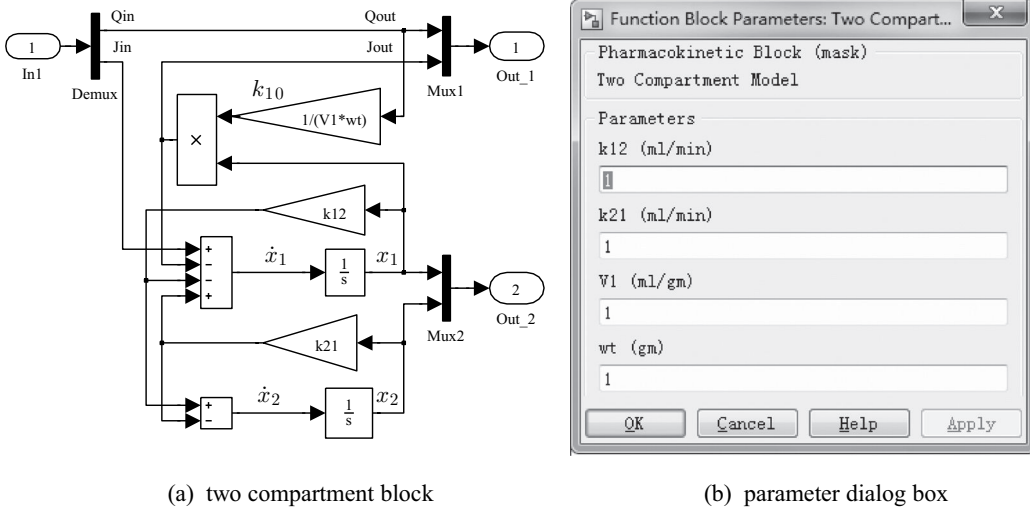 Qin
Qout
1
In1
Jin
Jout
Demux
Mux1
1
Out_1
k10
1/(V1*wt)
×
k12
+
−
−
+
ẋ1
1
s
x1
Mux2
2
Out_2
k21
+
−
ẋ2
1
s
x2
(a) two compartment block
Function Block Parameters: Two Compart...
Pharmacokinetic Block (mask)
Two Compartment Model
Parameters
k12 (ml/min)
1
k21 (ml/min)
1
V1 (ml/gm)
1
wt (gm)
1
OK Cancel Help Apply
(b) parameter dialog box